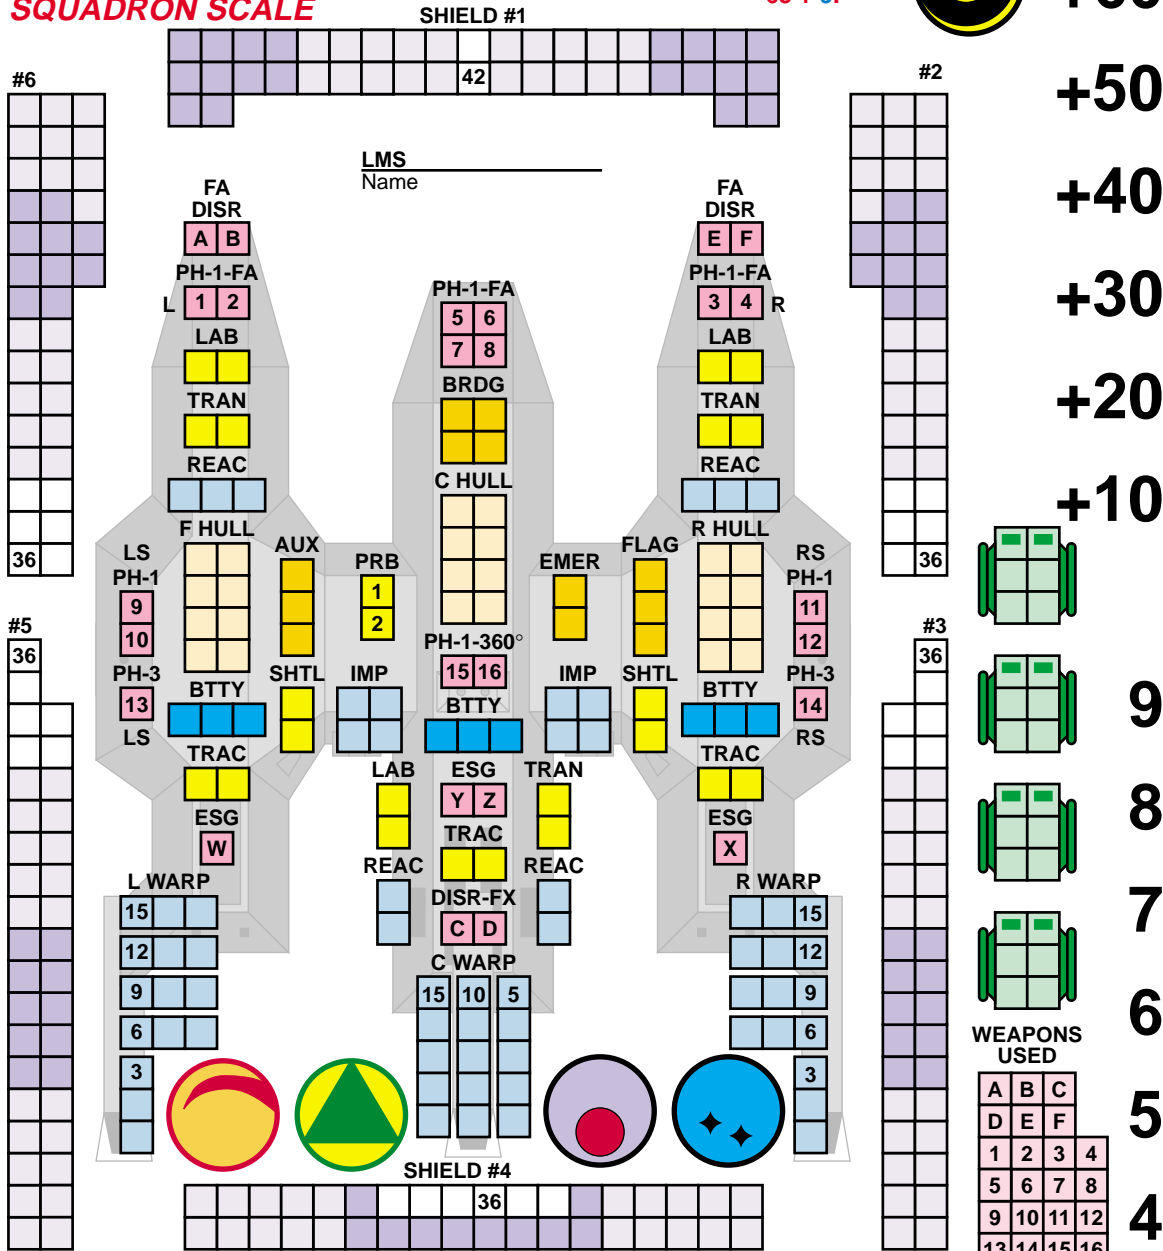 SQUADRON SCALE
SHIELD #1
42
#6
#2
+50
LMS
Name
+40
FA
DISR
A B
FA
DISR
E F
PH-1-FA
L 1 2
PH-1-FA
5 6
7 8
PH-1-FA
3 4 R
+30
LAB
LAB
BRDG
TRAN
TRAN
+20
REAC
C HULL
REAC
+10
F HULL
R HULL
AUX
FLAG
LS
PH-1
9
10
PRB
1
2
EMER
RS
PH-1
11
12
36
36
#5
#3
36
36
PH-1-360°
15 16
PH-3
13
LS
SHTL
IMP
IMP
SHTL
PH-3
14
RS
BTTY
BTTY
BTTY
9
TRAC
TRAC
LAB
ESG
Y Z
TRAN
8
ESG
W
TRAC
ESG
X
REAC
REAC
L WARP
R WARP
15
DISR-FX
C D
15
7
12
12
C WARP
9
15 10 5
9
6
6
6
3
3
WEAPONS
USED
A B C
D E F
1 2 3 4
5 6 7 8
9 10 11 12
13 14 15 16
5
4
SHIELD #4
36